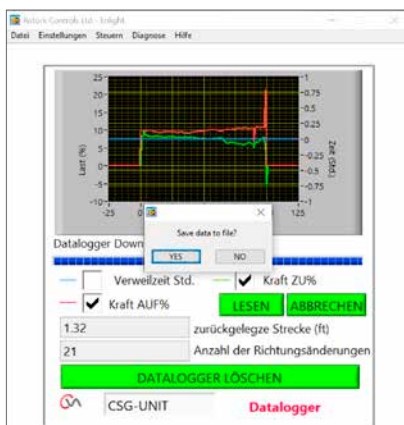 Rotork Controls Ltd - Enlight
Datei Einstellungen Steuern Diagnose Hilfe
25
20
15
10
5
0
-5
-10
Last (%)
1
0.75
0.5
0.25
0
-0.25
-0.5
-0.75
-1
Zeit (Std.)
-25 0 125
Save data to file?
YES NO
Datalogger Down
Verweilzeit Std. Kraft ZU%
Kraft AUF% LESEN ABBRECHEN
1.32 zurückgelegze Strecke (ft)
21 Anzahl der Richtungsänderungen
DATALOGGER LÖSCHEN
CSG-UNIT Datalogger